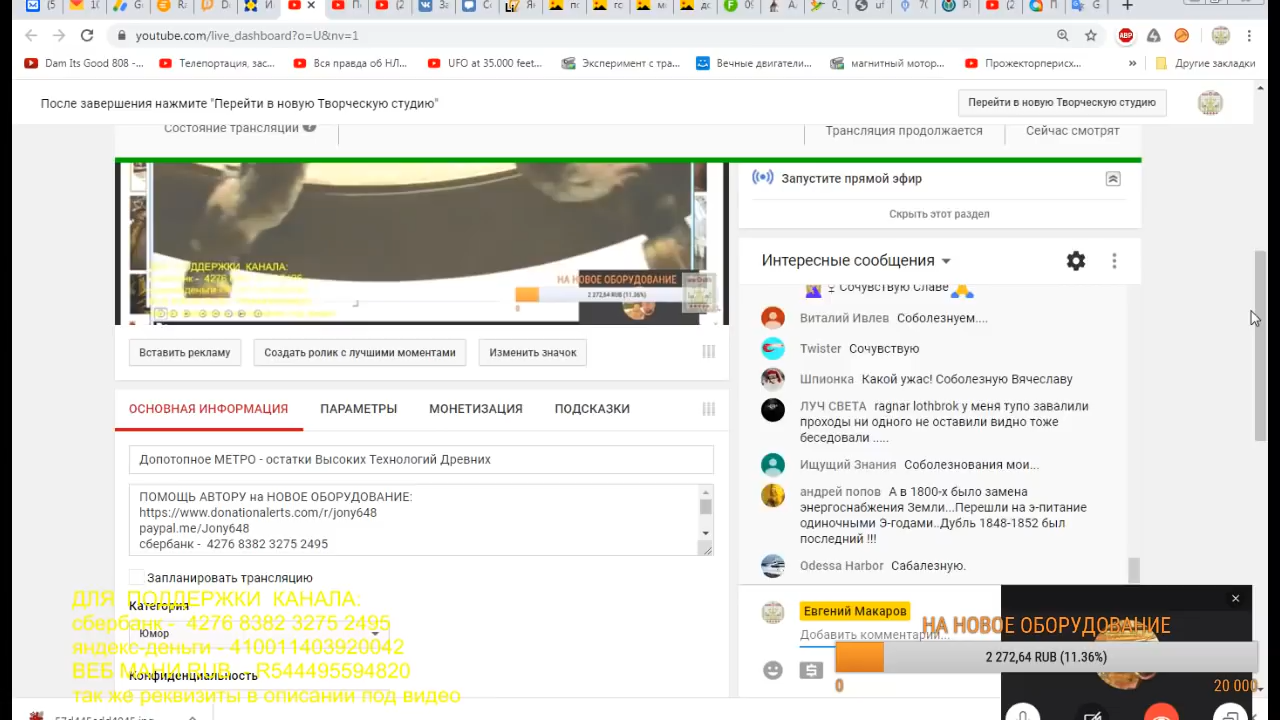 youtube.com/live_dashboard?o=U&nv=1
Dam Its Good 808 -...
Телепортация, зас...
Вся правда об НЛ...
UFO at 35.000 feet...
Эксперимент с тра...
Вечные двигатели...
магнитный мотор...
Прожекторперисх...
»
Другие закладки
После завершения нажмите "Перейти в новую Творческую студию"
Перейти в новую Творческую студию
Состояние трансляции
Трансляция продолжается
Сейчас смотрят
Запустите прямой эфир
Скрыть этот раздел
Интересные сообщения
Сочувствую Славе
Виталий Ивлев Соболезнуем....
Twister Сочувствую
Шпионка Какой ужас! Соболезную Вячеславу
ЛУЧ СВЕТА ragnar lothbrok у меня тупо завалили
проходы ни одного не оставили видно тоже
беседовали .....
Ищущий Знания Соболезнования мои...
андрей попов А в 1800-х было замена
энергоснабжения Земли...Перешли на э-питание
одиночными Э-годами..Дубль 1848-1852 был
последний !!!
Odessa Harbor Сабалезную.
Евгений Макаров
Добавить комментарий...
НА НОВОЕ ОБОРУДОВАНИЕ
2 272,64 RUB (11.36%)
0
20 000
НА НОВОЕ ОБОРУДОВАНИЕ
2 272,64 RUB (11.36%)
0
Вставить рекламу
Создать ролик с лучшими моментами
Изменить значок
ОСНОВНАЯ ИНФОРМАЦИЯ
ПАРАМЕТРЫ
МОНЕТИЗАЦИЯ
ПОДСКАЗКИ
Допотопное МЕТРО - остатки Высоких Технологий Древних
ПОМОЩЬ АВТОРУ на НОВОЕ ОБОРУДОВАНИЕ:
https://www.donationalerts.com/r/jony648
paypal.me/Jony648
сбербанк - 4276 8382 3275 2495
Запланировать трансляцию
Категория
Юмор
Конфиденциальность
ДЛЯ ПОДДЕРЖКИ КАНАЛА:
сбербанк - 4276 8382 3275 2495
яндекс-деньги - 410011403920042
ВЕБ МАНИ RUB - R544495594820
так же реквизиты в описании под видео